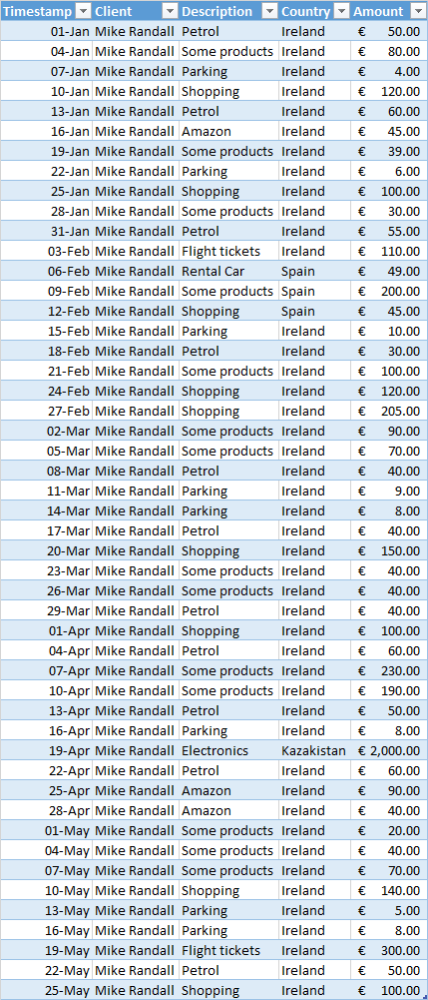 Timestamp Client Description Country Amount
01-Jan Mike Randall Petrol Ireland € 50.00
04-Jan Mike Randall Some products Ireland € 80.00
07-Jan Mike Randall Parking Ireland € 4.00
10-Jan Mike Randall Shopping Ireland € 120.00
13-Jan Mike Randall Petrol Ireland € 60.00
16-Jan Mike Randall Amazon Ireland € 45.00
19-Jan Mike Randall Some products Ireland € 39.00
22-Jan Mike Randall Parking Ireland € 6.00
25-Jan Mike Randall Shopping Ireland € 100.00
28-Jan Mike Randall Some products Ireland € 30.00
31-Jan Mike Randall Petrol Ireland € 55.00
03-Feb Mike Randall Flight tickets Ireland € 110.00
06-Feb Mike Randall Rental Car Spain € 49.00
09-Feb Mike Randall Some products Spain € 200.00
12-Feb Mike Randall Shopping Spain € 45.00
15-Feb Mike Randall Parking Ireland € 10.00
18-Feb Mike Randall Petrol Ireland € 30.00
21-Feb Mike Randall Some products Ireland € 100.00
24-Feb Mike Randall Shopping Ireland € 120.00
27-Feb Mike Randall Shopping Ireland € 205.00
02-Mar Mike Randall Some products Ireland € 90.00
05-Mar Mike Randall Some products Ireland € 70.00
08-Mar Mike Randall Petrol Ireland € 40.00
11-Mar Mike Randall Parking Ireland € 9.00
14-Mar Mike Randall Parking Ireland € 8.00
17-Mar Mike Randall Petrol Ireland € 40.00
20-Mar Mike Randall Shopping Ireland € 150.00
23-Mar Mike Randall Some products Ireland € 40.00
26-Mar Mike Randall Some products Ireland € 40.00
29-Mar Mike Randall Petrol Ireland € 40.00
01-Apr Mike Randall Shopping Ireland € 100.00
04-Apr Mike Randall Petrol Ireland € 60.00
07-Apr Mike Randall Some products Ireland € 230.00
10-Apr Mike Randall Some products Ireland € 190.00
13-Apr Mike Randall Petrol Ireland € 50.00
16-Apr Mike Randall Parking Ireland € 8.00
19-Apr Mike Randall Electronics Kazakistan € 2,000.00
22-Apr Mike Randall Petrol Ireland € 60.00
25-Apr Mike Randall Amazon Ireland € 90.00
28-Apr Mike Randall Amazon Ireland € 40.00
01-May Mike Randall Some products Ireland € 20.00
04-May Mike Randall Some products Ireland € 40.00
07-May Mike Randall Some products Ireland € 70.00
10-May Mike Randall Shopping Ireland € 140.00
13-May Mike Randall Parking Ireland € 5.00
16-May Mike Randall Parking Ireland € 8.00
19-May Mike Randall Flight tickets Ireland € 300.00
22-May Mike Randall Petrol Ireland € 50.00
25-May Mike Randall Shopping Ireland € 100.00